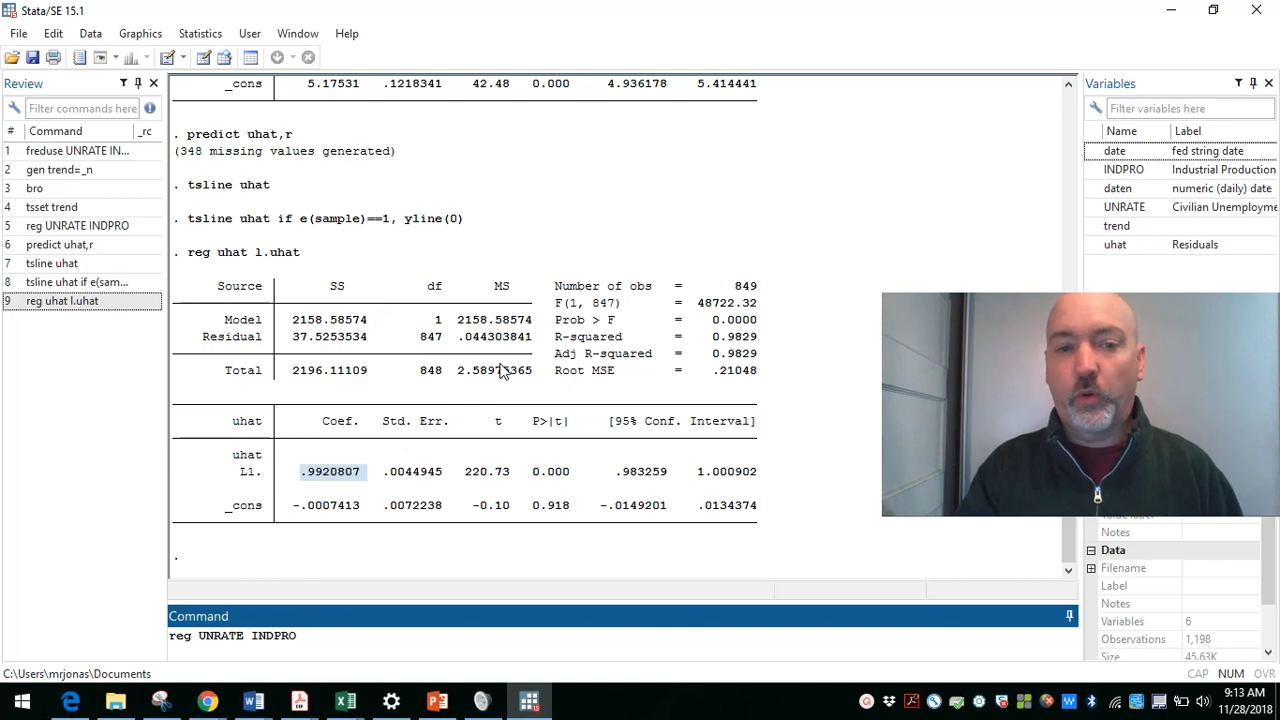 Stata/SE 15.1
File Edit Data Graphics Statistics User Window Help
Review
Filter commands here
# Command _rc
1 freduse UNRATE IN...
2 gen trend=_n
3 bro
4 tsset trend
5 reg UNRATE INDPRO
6 predict uhat,r
7 tsline uhat
8 tsline uhat if e(sam...
9 reg uhat l.uhat
_cons 5.17531 .1218341 42.48 0.000 4.936178 5.414441
. predict uhat,r
(348 missing values generated)
. tsline uhat
. tsline uhat if e(sample)==1, yline(0)
. reg uhat l.uhat
Source SS df MS Number of obs = 849
F(1, 847) = 48722.32
Model 2158.58574 1 2158.58574 Prob > F = 0.0000
Residual 37.5253534 847 .044303841 R-squared = 0.9829
Adj R-squared = 0.9829
Total 2196.11109 848 Root MSE = .21048
uhat Coef. Std. Err. t P>|t| [95% Conf. Interval]
uhat
L1. .9920807 .0044945 220.73 0.000 .983259 1.000902
_cons -.0007413 .0072238 -0.10 0.918 -.0149201 .0134374
.
Command
reg UNRATE INDPRO
Variables
Filter variables here
Name Label
date fed string date
INDPRO Industrial Production
daten numeric (daily) date
UNRATE Civilian Unemployme
trend
uhat Residuals
Notes
Data
Filename
Label
Notes
Variables 6
Observations 1,198
Size 45.63K
C:\Users\mrjonas\Documents
CAP NUM OVR
9:13 AM
11/28/2018